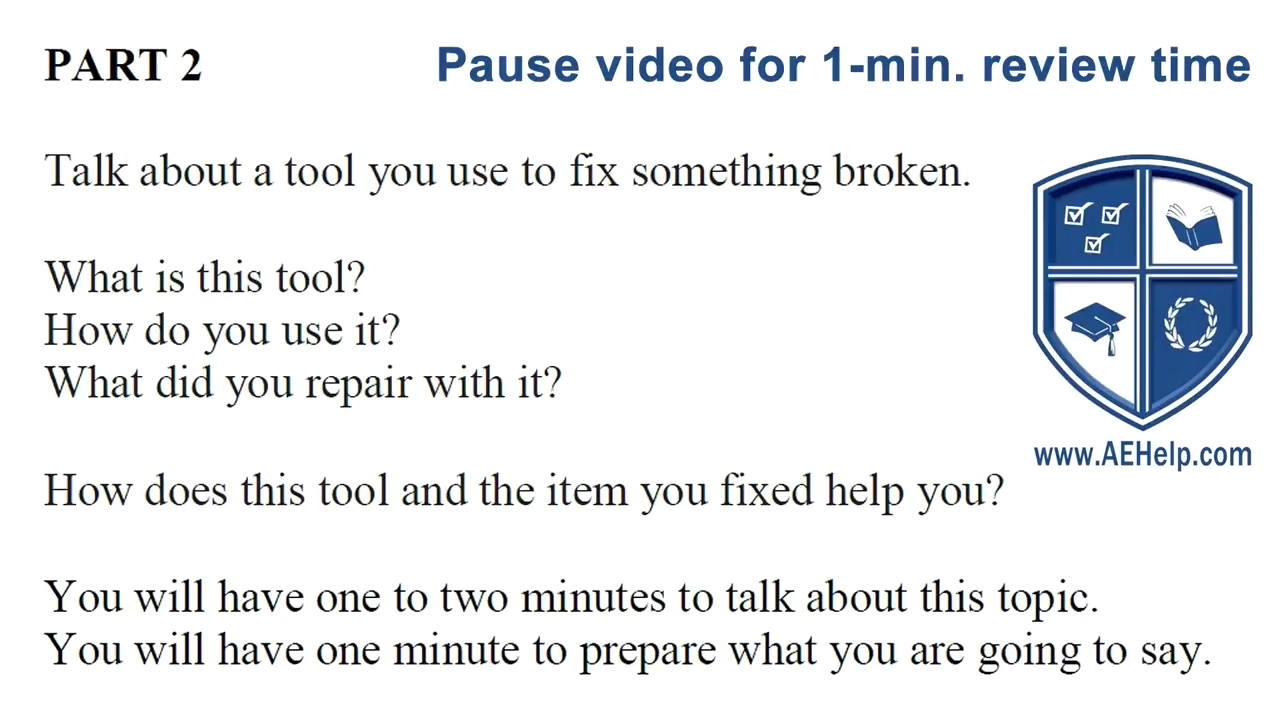 PART 2
Pause video for 1-min. review time
Talk about a tool you use to fix something broken.
What is this tool?
How do you use it?
What did you repair with it?
www.AEHelp.com
How does this tool and the item you fixed help you?
You will have one to two minutes to talk about this topic.
You will have one minute to prepare what you are going to say.